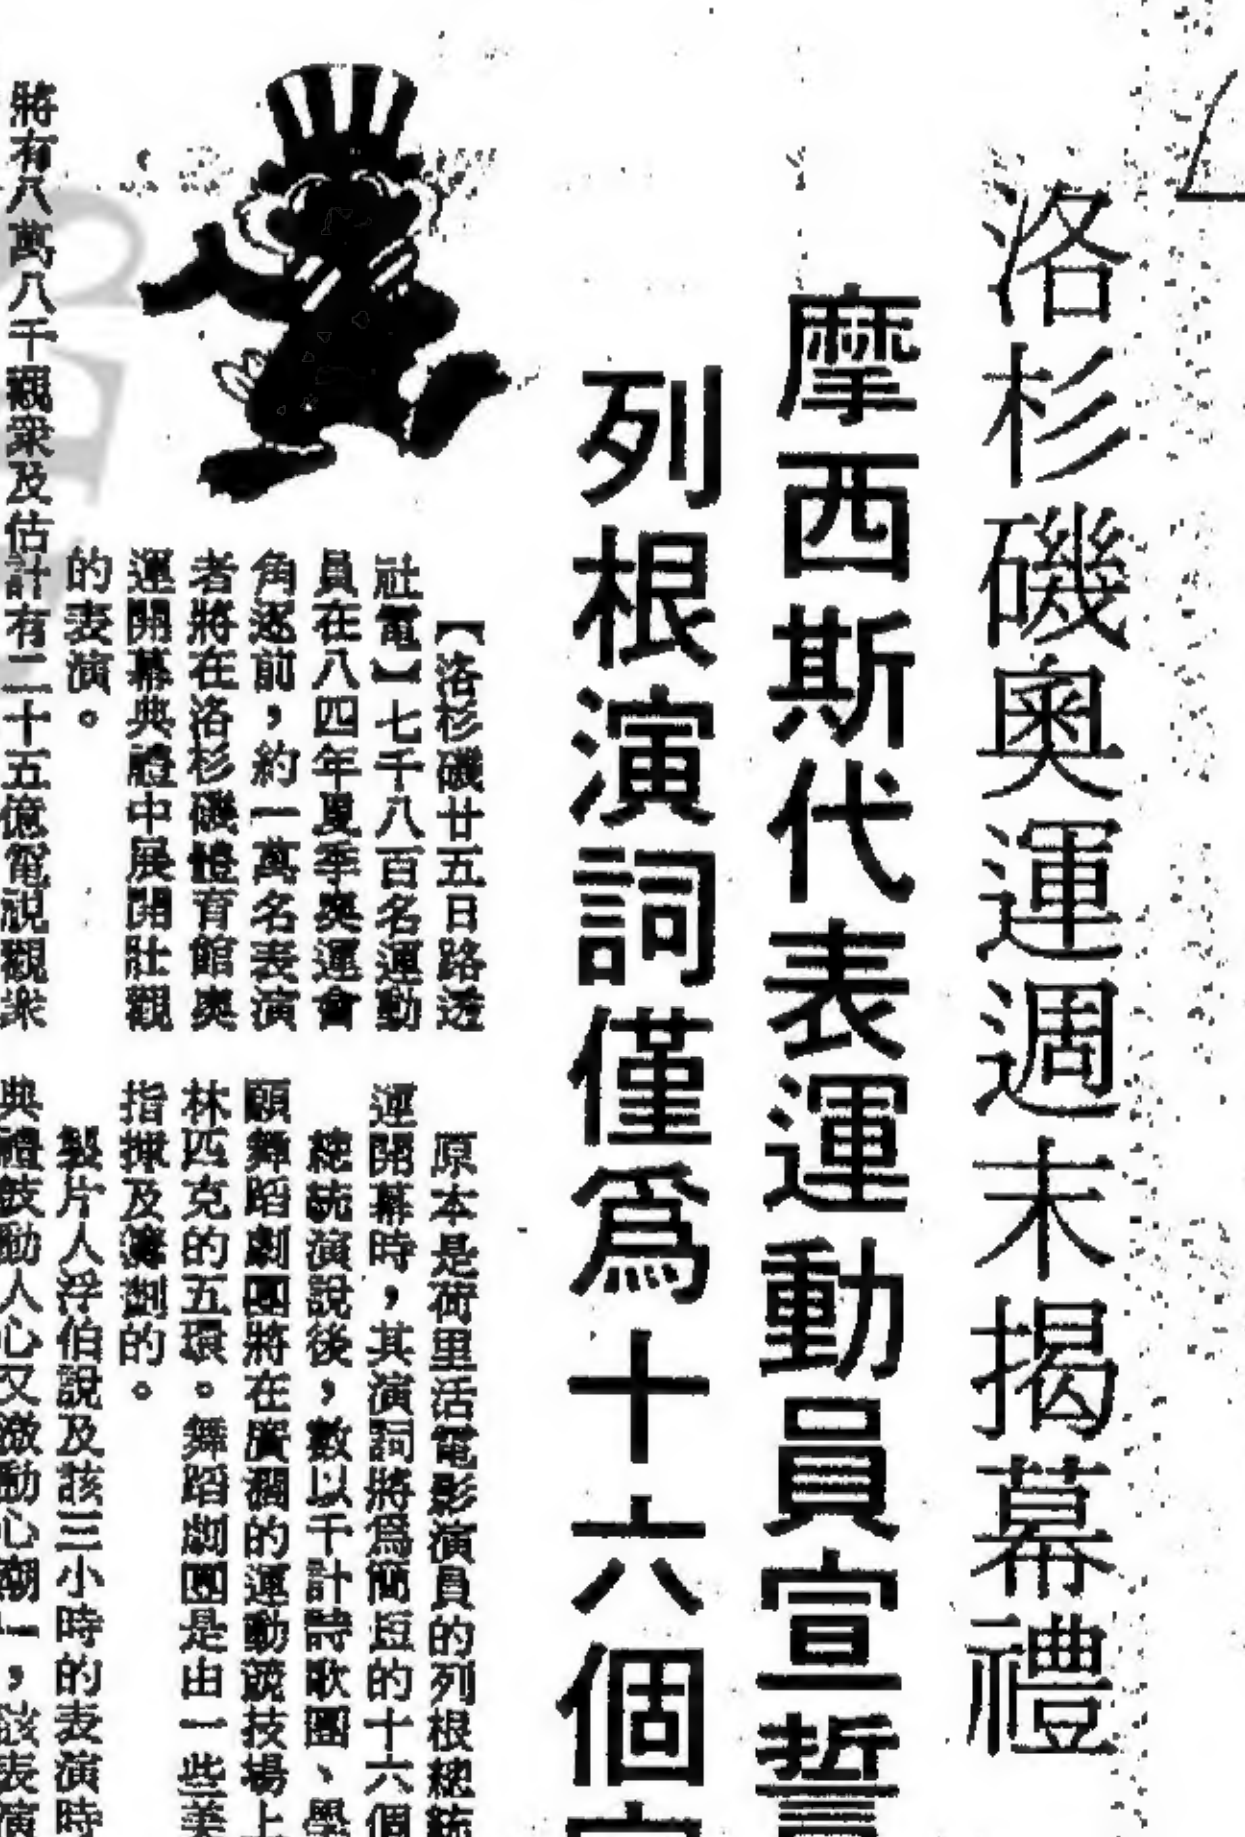 洛杉磯奧運週末揭幕禮
摩西斯代表運動員宣誓
列根演詞僅爲十六個字
【洛杉磯廿五日路透
社電】七千八百名運動
員在八四年夏季奧運會
角逐前，約一萬名表演
者將在洛杉磯體育館奧
運開幕典禮中展開壯觀
的表演。
將有八萬八千觀衆及估計有二十五億電視觀衆
原本是荷里活電影演員的列根總統
運開幕時，其演詞將爲簡短的十六個
總統演說後，數以千計詩歌團、學
願舞蹈劇團將在廣濶的運動競技場上
林匹克的五環。舞蹈劇團是由一些美
指揮及籌劃的。
製片人浮伯說及該三小時的表演時
典禮鼓動人心又激動心潮」，該表演